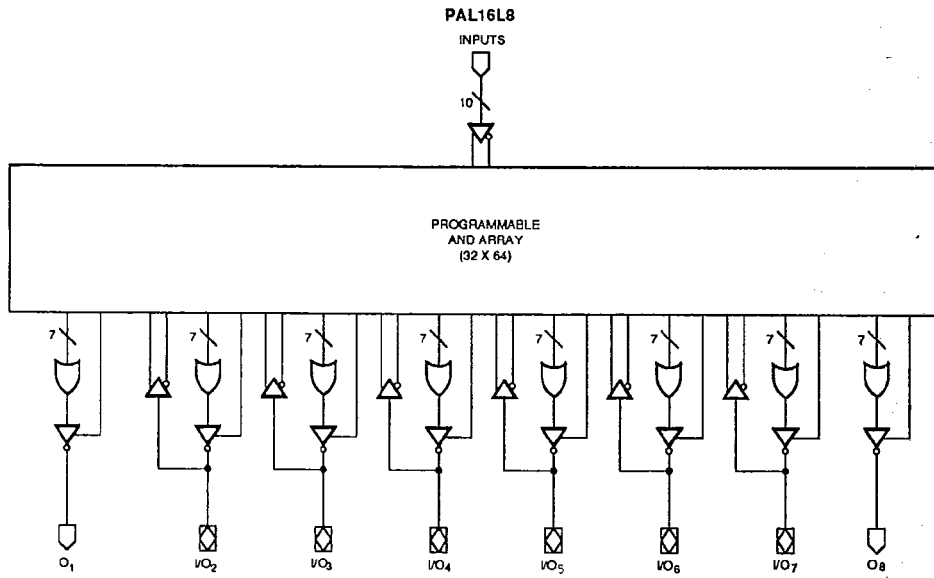 PAL16L8
INPUTS
10
PROGRAMMABLE
AND ARRAY
(32 X 64)
7 7 7 7 7 7 7 7
O1 I/O2 I/O3 I/O4 I/O5 I/O6 I/O7 O8